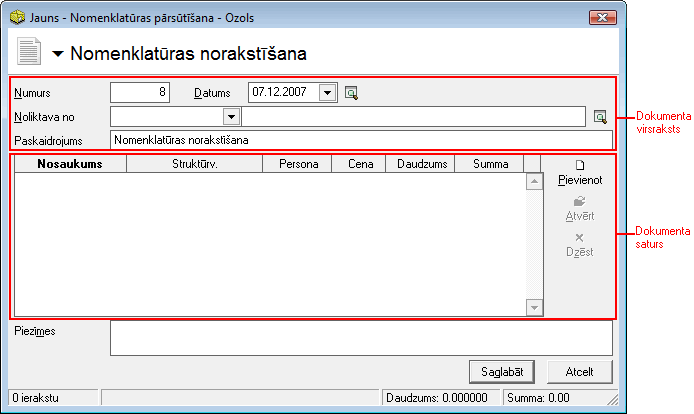 Jauns - Nomenklatūras pārsūtīšana - Ozols
Nomenklatūras norakstīšana
Numurs 8 Datums 07.12.2007
Noliktava no
Paskaidrojums Nomenklatūras norakstīšana
Dokumenta
virsraksts
Nosaukums Struktūrv. Persona Cena Daudzums Summa
Pievienot
Atvērt
Dzēst
Dokumenta
saturs
Piezīmes
Saglabāt Atcelt
0 ierakstu Daudzums: 0.000000 Summa: 0.00